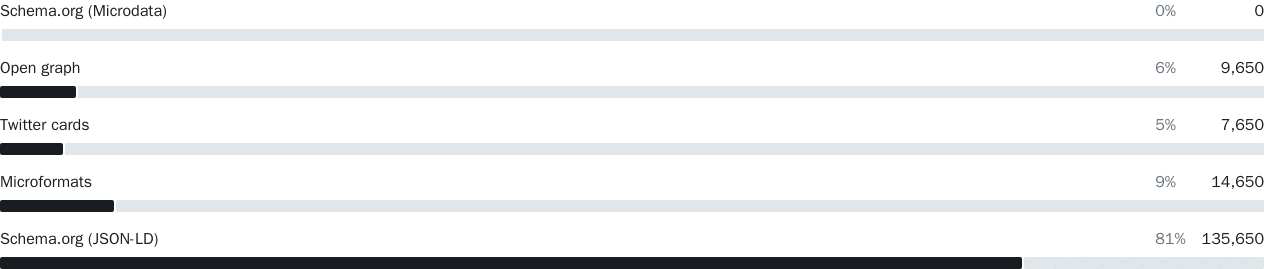 Schema.org (Microdata) 0% 0
Open graph 6% 9,650
Twitter cards 5% 7,650
Microformats 9% 14,650
Schema.org (JSON-LD) 81% 135,650